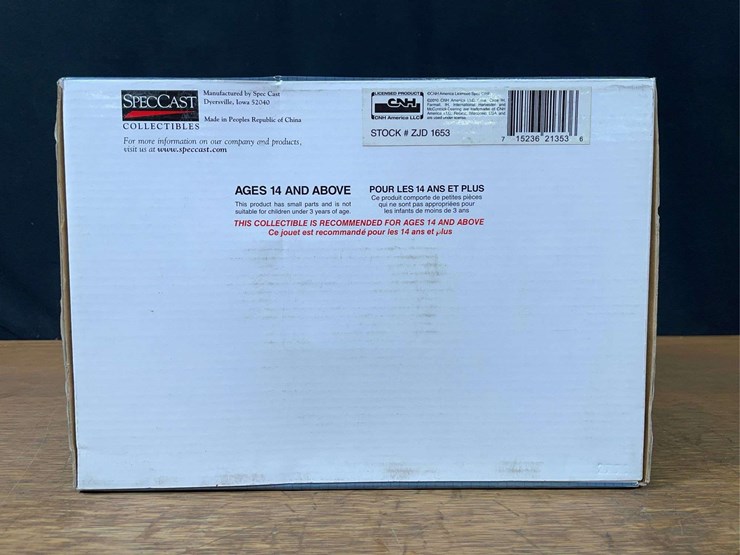 SPECCAST
COLLECTIBLES
Manufactured by Spec Cast
Dyersville, Iowa 52040
Made in Peoples Republic of China
For more information on our company and products,
visit us at www.speccast.com
LICENSED PRODUCT
CNH
CNH America LLC
STOCK # ZJD 1653
7 15236 21353 6
AGES 14 AND ABOVE
This product has small parts and is not
suitable for children under 3 years of age.
POUR LES 14 ANS ET PLUS
Ce produit comporte de petites pièces
qui ne sont pas appropriées pour
les infants de moins de 3 ans
THIS COLLECTIBLE IS RECOMMENDED FOR AGES 14 AND ABOVE
Ce jouet est recommandé pour les 14 ans et plus